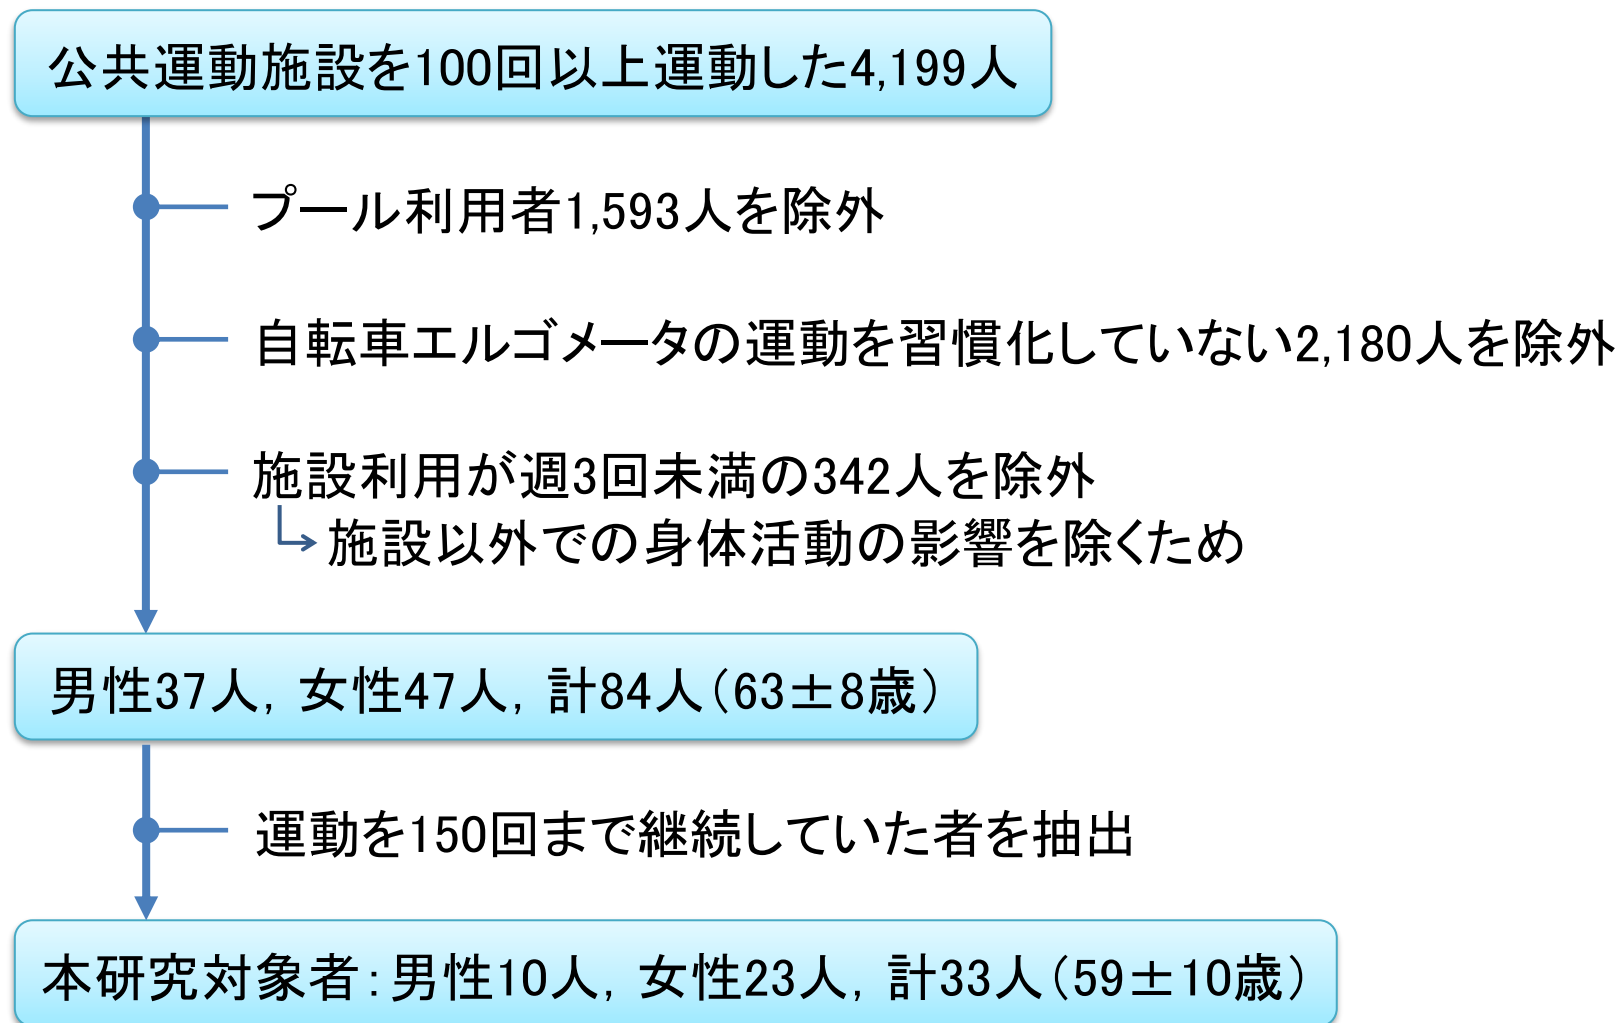 公共運動施設を100回以上運動した4,199人
プール利用者1,593人を除外
自転車エルゴメータの運動を習慣化していない2,180人を除外
施設利用が週3回未満の342人を除外
施設以外での身体活動の影響を除くため
男性37人，女性47人，計84人（63±8歳）
運動を150回まで継続していた者を抽出
本研究対象者：男性10人，女性23人，計33人（59±10歳）